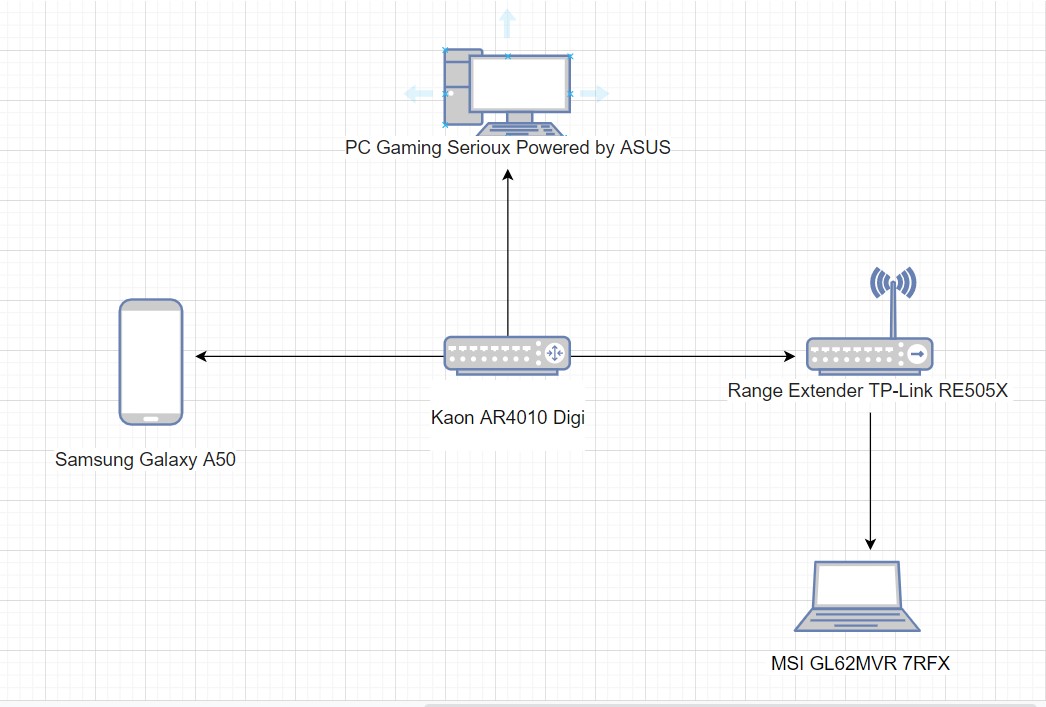 PC Gaming Serioux Powered by ASUS
Range Extender TP-Link RE505X
Kaon AR4010 Digi
Samsung Galaxy A50
MSI GL62MVR 7RFX